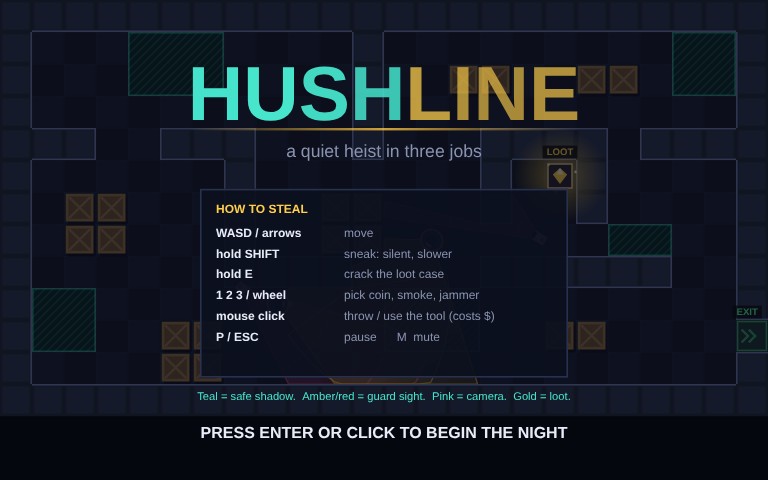 HUSHLINE
a quiet heist in three jobs
LOOT
HOW TO STEAL
WASD / arrows move
hold SHIFT sneak: silent, slower
hold E crack the loot case
1 2 3 / wheel pick coin, smoke, jammer
mouse click throw / use the tool (costs $)
P / ESC pause M mute
EXIT
Teal = safe shadow. Amber/red = guard sight. Pink = camera. Gold = loot.
PRESS ENTER OR CLICK TO BEGIN THE NIGHT